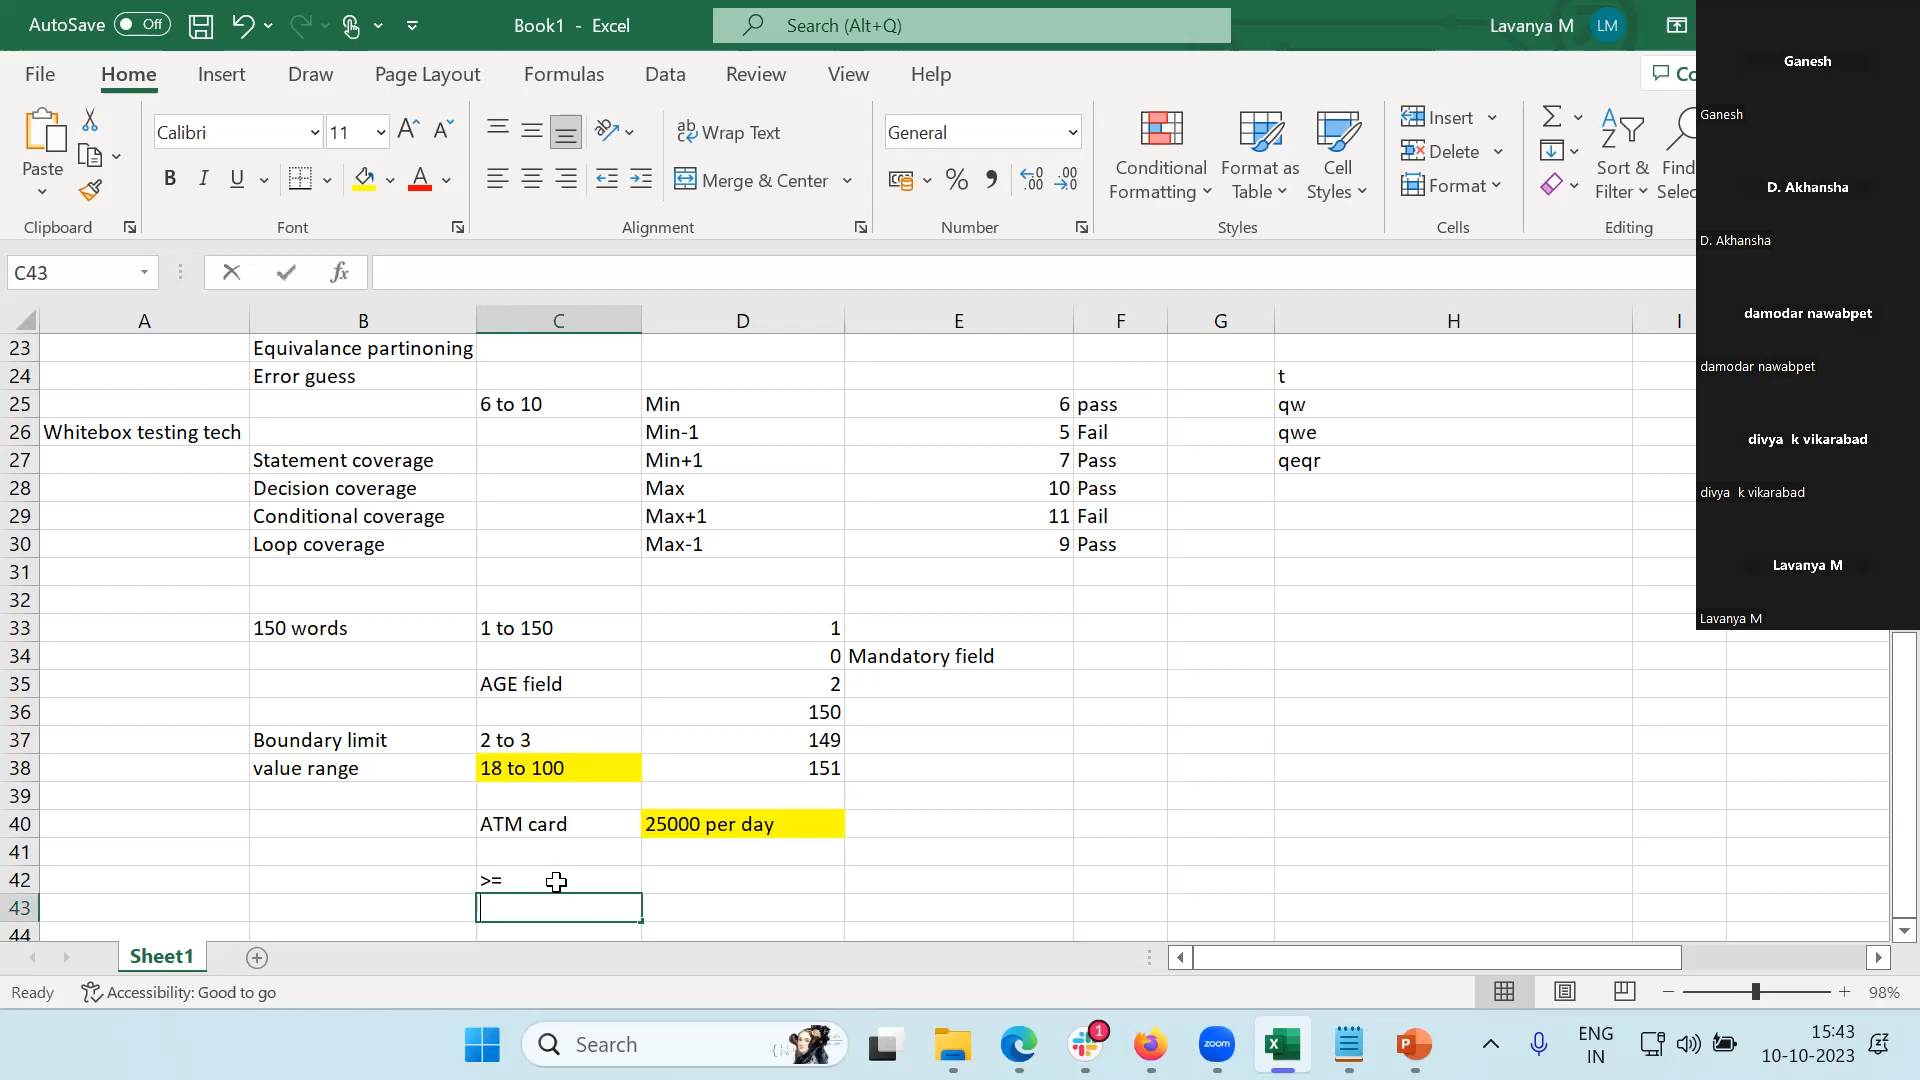 AutoSave Off Book1 - Excel Search (Alt+Q) Lavanya M LM
File Home Insert Draw Page Layout Formulas Data Review View Help Co
Paste Calibri 11 A A ab Wrap Text General Conditional Formatting Format as Table Cell Styles Insert Delete Format Sort & Filter Find Selec
B I U A Merge & Center % .00 .00
Clipboard Font Alignment Number Styles Cells Editing
C43 fx
A B C D E F G H I
23 Equivalance partinoning
24 Error guess t
25 6 to 10 Min 6 pass qw
26 Whitebox testing tech Min-1 5 Fail qwe
27 Statement coverage Min+1 7 Pass qeqr
28 Decision coverage Max 10 Pass
29 Conditional coverage Max+1 11 Fail
30 Loop coverage Max-1 9 Pass
31
32
33 150 words 1 to 150 1
34 0 Mandatory field
35 AGE field 2
36 150
37 Boundary limit 2 to 3 149
38 value range 18 to 100 151
39
40 ATM card 25000 per day
41
42 >=
43
44
Sheet1
Ready Accessibility: Good to go 98%
Search 1 zoom ENG IN 15:43 10-10-2023
Ganesh
Ganesh
D. Akhansha
D. Akhansha
damodar nawabpet
damodar nawabpet
divya k vikarabad
divya k vikarabad
Lavanya M
Lavanya M